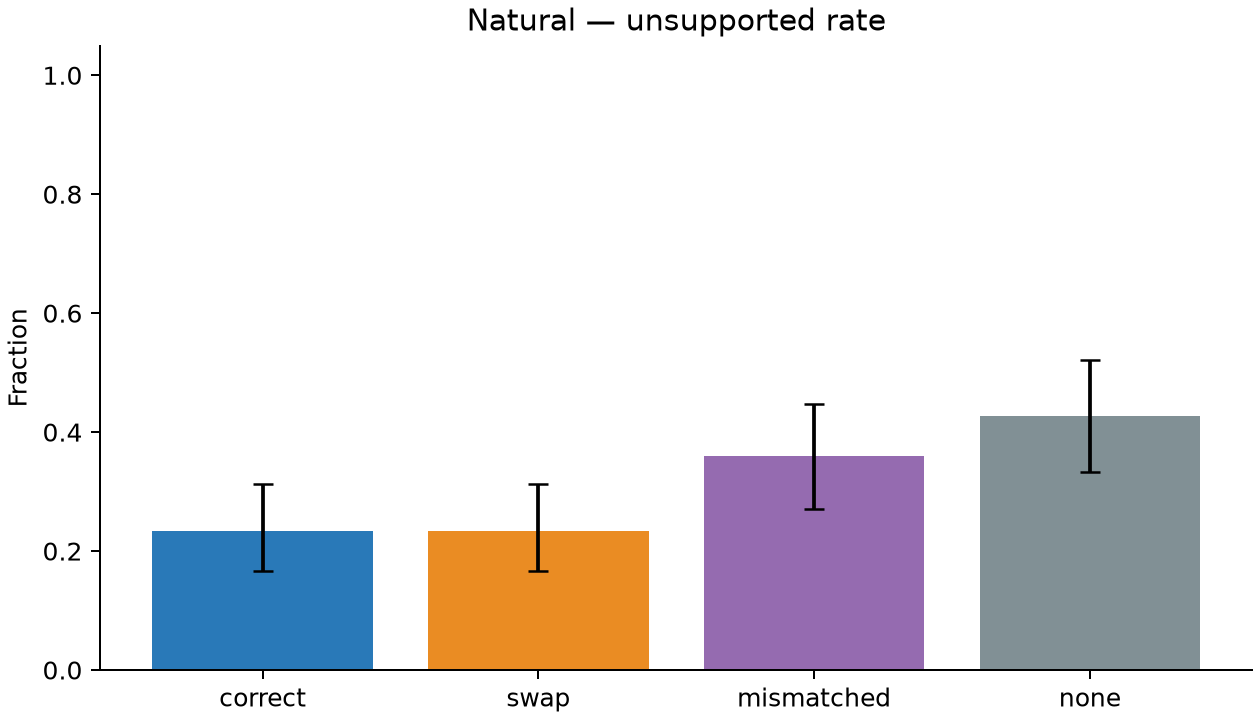 Natural — unsupported rate
1.0
0.8
0.6
0.4
0.2
0.0
Fraction
correct
swap
mismatched
none